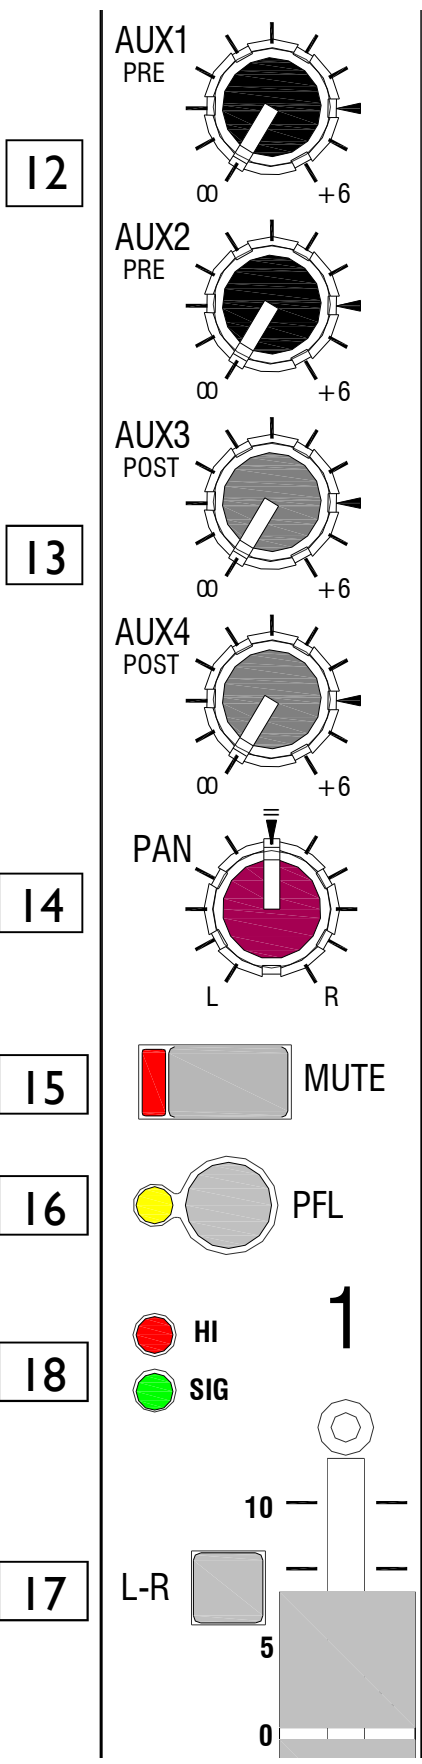 AUX1
PRE
12
∞ +6
AUX2
PRE
∞ +6
AUX3
POST
13
∞ +6
AUX4
POST
∞ +6
PAN
14
L R
15
MUTE
16
PFL
1
HI
18
SIG
10
17
L-R
5
0